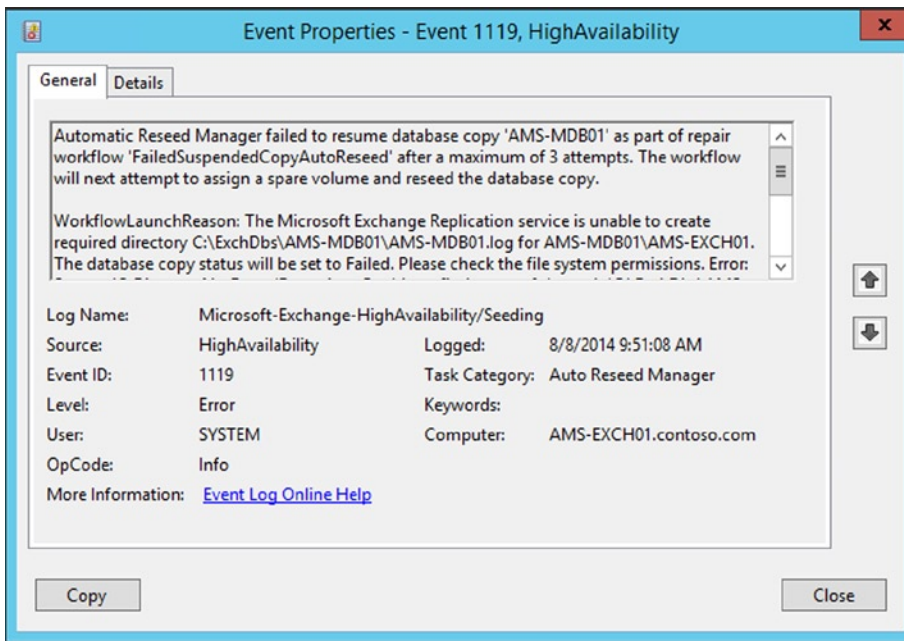 Event Properties - Event 1119, HighAvailability
x
General
Details
Automatic Reseed Manager failed to resume database copy 'AMS-MDB01' as part of repair
workflow 'FailedSuspendedCopyAutoReseed' after a maximum of 3 attempts. The workflow
will next attempt to assign a spare volume and reseed the database copy.
WorkflowLaunchReason: The Microsoft Exchange Replication service is unable to create
required directory C:\ExchDbs\AMS-MDB01\AMS-MDB01.log for AMS-MDB01\AMS-EXCH01.
The database copy status will be set to Failed. Please check the file system permissions. Error:
Log Name: Microsoft-Exchange-HighAvailability/Seeding
Source: HighAvailability Logged: 8/8/2014 9:51:08 AM
Event ID: 1119 Task Category: Auto Reseed Manager
Level: Error Keywords:
User: SYSTEM Computer: AMS-EXCH01.contoso.com
OpCode: Info
More Information: Event Log Online Help
Copy
Close